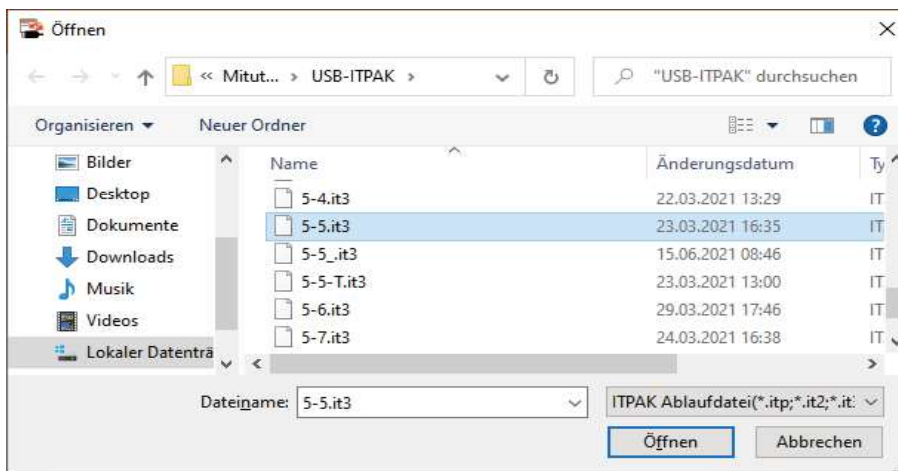 Öffnen
« Mitut... › USB-ITPAK ›
"USB-ITPAK" durchsuchen
Organisieren
Neuer Ordner
Bilder
Desktop
Dokumente
Downloads
Musik
Videos
Lokaler Datenträ
Name Änderungsdatum Ty
5-4.it3 22.03.2021 13:29 IT
5-5.it3 23.03.2021 16:35 IT
5-5_.it3 15.06.2021 08:46 IT
5-5-T.it3 23.03.2021 13:00 IT
5-6.it3 29.03.2021 17:46 IT
5-7.it3 24.03.2021 16:38 IT
Dateiname: 5-5.it3
ITPAK Ablaufdatei(*.itp;*.it2;*.it:
Öffnen
Abbrechen